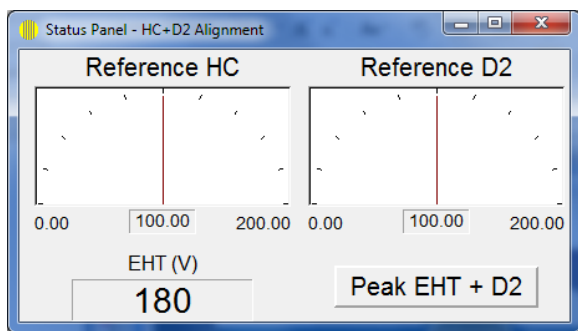 Status Panel - HC+D2 Alignment
Reference HC
Reference D2
0.00 100.00 200.00
0.00 100.00 200.00
EHT (V)
180
Peak EHT + D2